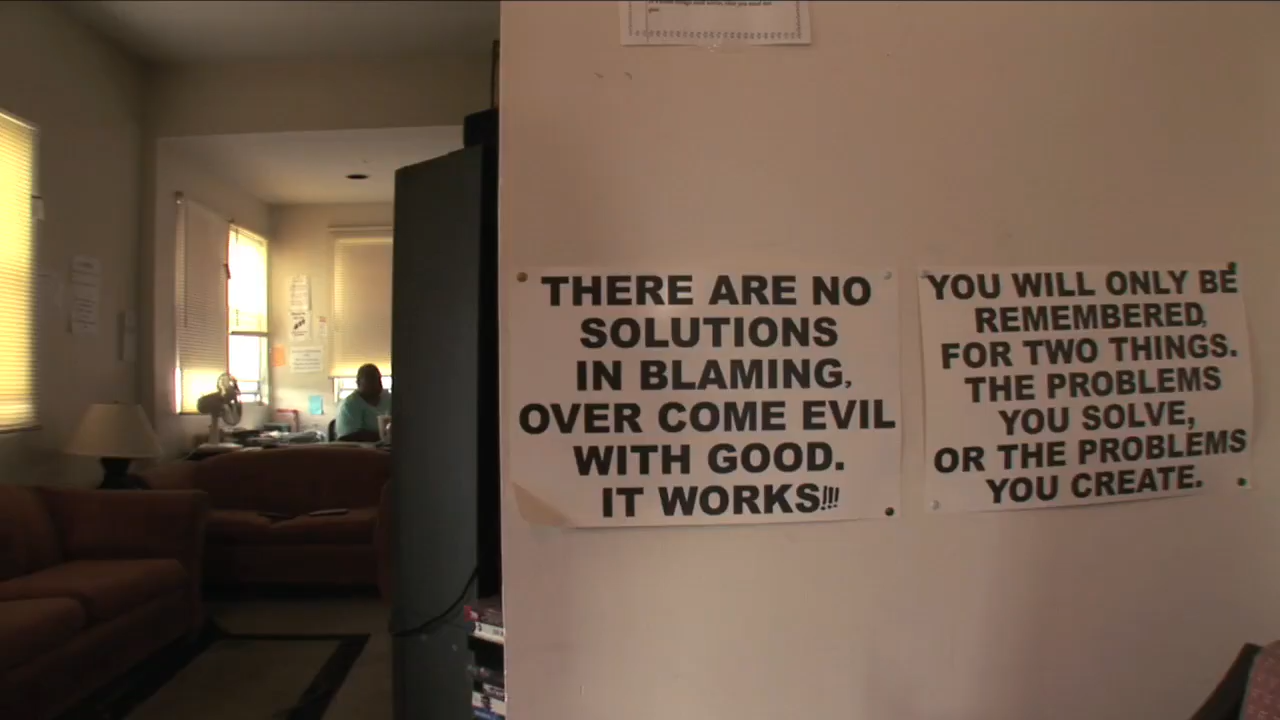 THERE ARE NO
SOLUTIONS
IN BLAMING,
OVER COME EVIL
WITH GOOD.
IT WORKS!!!
YOU WILL ONLY BE
REMEMBERED,
FOR TWO THINGS.
THE PROBLEMS
YOU SOLVE,
OR THE PROBLEMS
YOU CREATE.